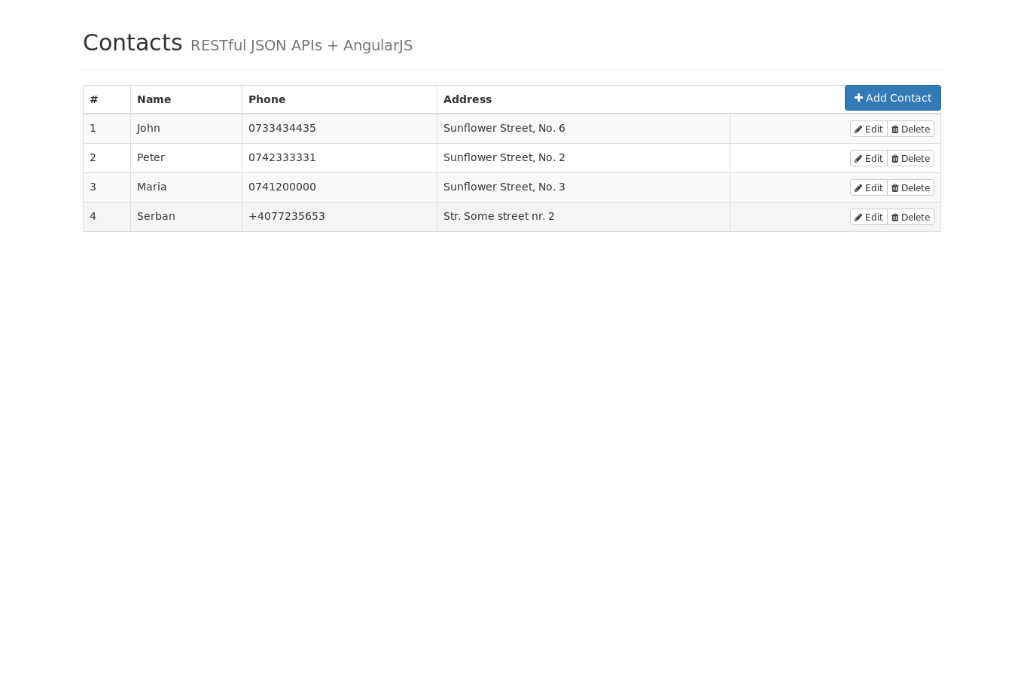 Contacts RESTful JSON APIs + AngularJS
# Name Phone Address Add Contact
1 John 0733434435 Sunflower Street, No. 6 Edit Delete
2 Peter 0742333331 Sunflower Street, No. 2 Edit Delete
3 Maria 0741200000 Sunflower Street, No. 3 Edit Delete
4 Serban +4077235653 Str. Some street nr. 2 Edit Delete